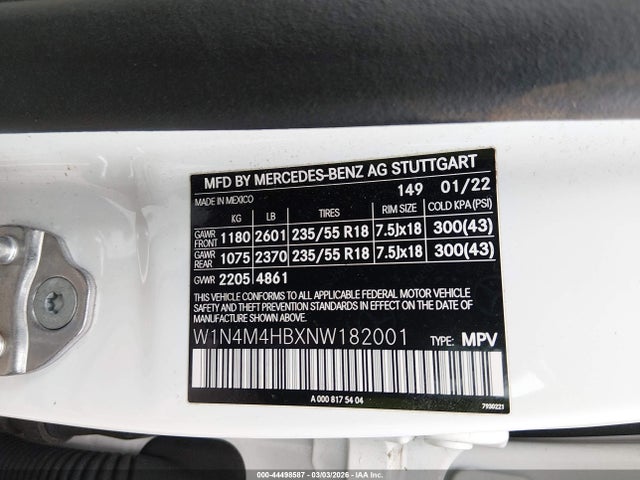 MFD BY MERCEDES-BENZ AG STUTTGART
MADE IN MEXICO 149 01/22
KG LB TIRES RIM SIZE COLD KPA (PSI)
GAWR FRONT 1180 2601 235/55 R18 7.5Jx18 300(43)
GAWR REAR 1075 2370 235/55 R18 7.5Jx18 300(43)
GVWR 2205 4861
THIS VEHICLE CONFORMS TO ALL APPLICABLE FEDERAL MOTOR VEHICLE
SAFETY AND THEFT PREVENTION STANDARDS IN EFFECT ON THE DATE
OF MANUFACTURE SHOWN ABOVE.
W1N4M4HBXNW182001 TYPE: MPV
A 000 817 54 04
7930221
000-44498587 - 03/03/2026 - IAA, Inc.